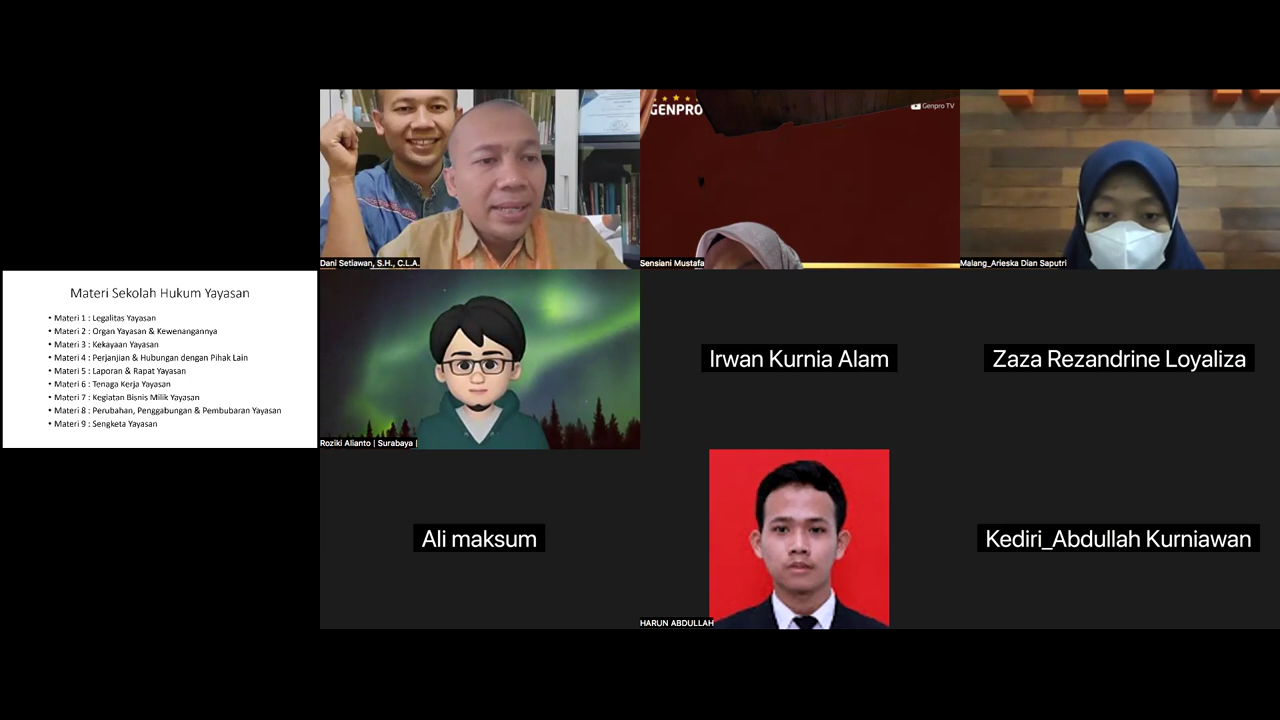 GENPRO
Genpro TV
Dani Setiawan, S.H., C.L.A.
Sensiani Mustafa
Malang_Arieska Dian Saputri
Materi Sekolah Hukum Yayasan
• Materi 1 : Legalitas Yayasan
• Materi 2 : Organ Yayasan & Kewenangannya
• Materi 3 : Kekayaan Yayasan
• Materi 4 : Perjanjian & Hubungan dengan Pihak Lain
• Materi 5 : Laporan & Rapat Yayasan
• Materi 6 : Tenaga Kerja Yayasan
• Materi 7 : Kegiatan Bisnis Milik Yayasan
• Materi 8 : Perubahan, Penggabungan & Pembubaran Yayasan
• Materi 9 : Sengketa Yayasan
Roziki Alianto | Surabaya |
Irwan Kurnia Alam
Zaza Rezandrine Loyaliza
Ali maksum
HARUN ABDULLAH
Kediri_Abdullah Kurniawan